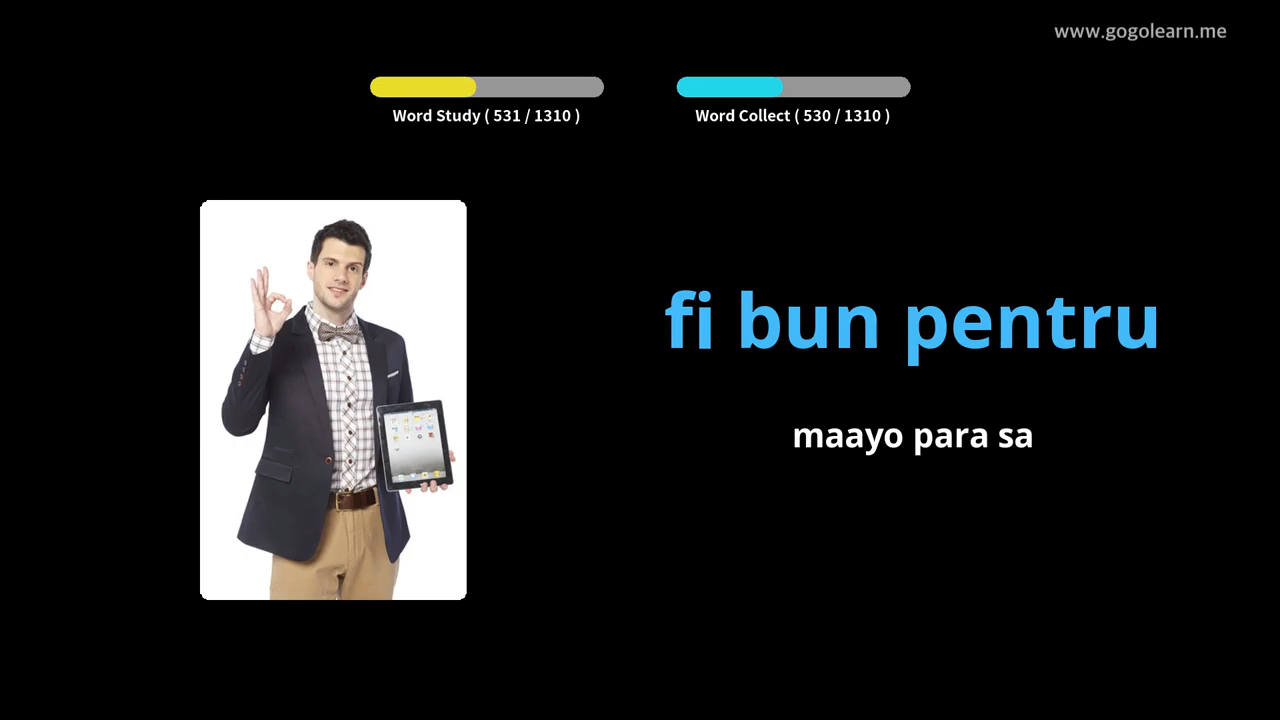 www.gogolearn.me
Word Study ( 531 / 1310 )
Word Collect ( 530 / 1310 )
fi bun pentru
maayo para sa